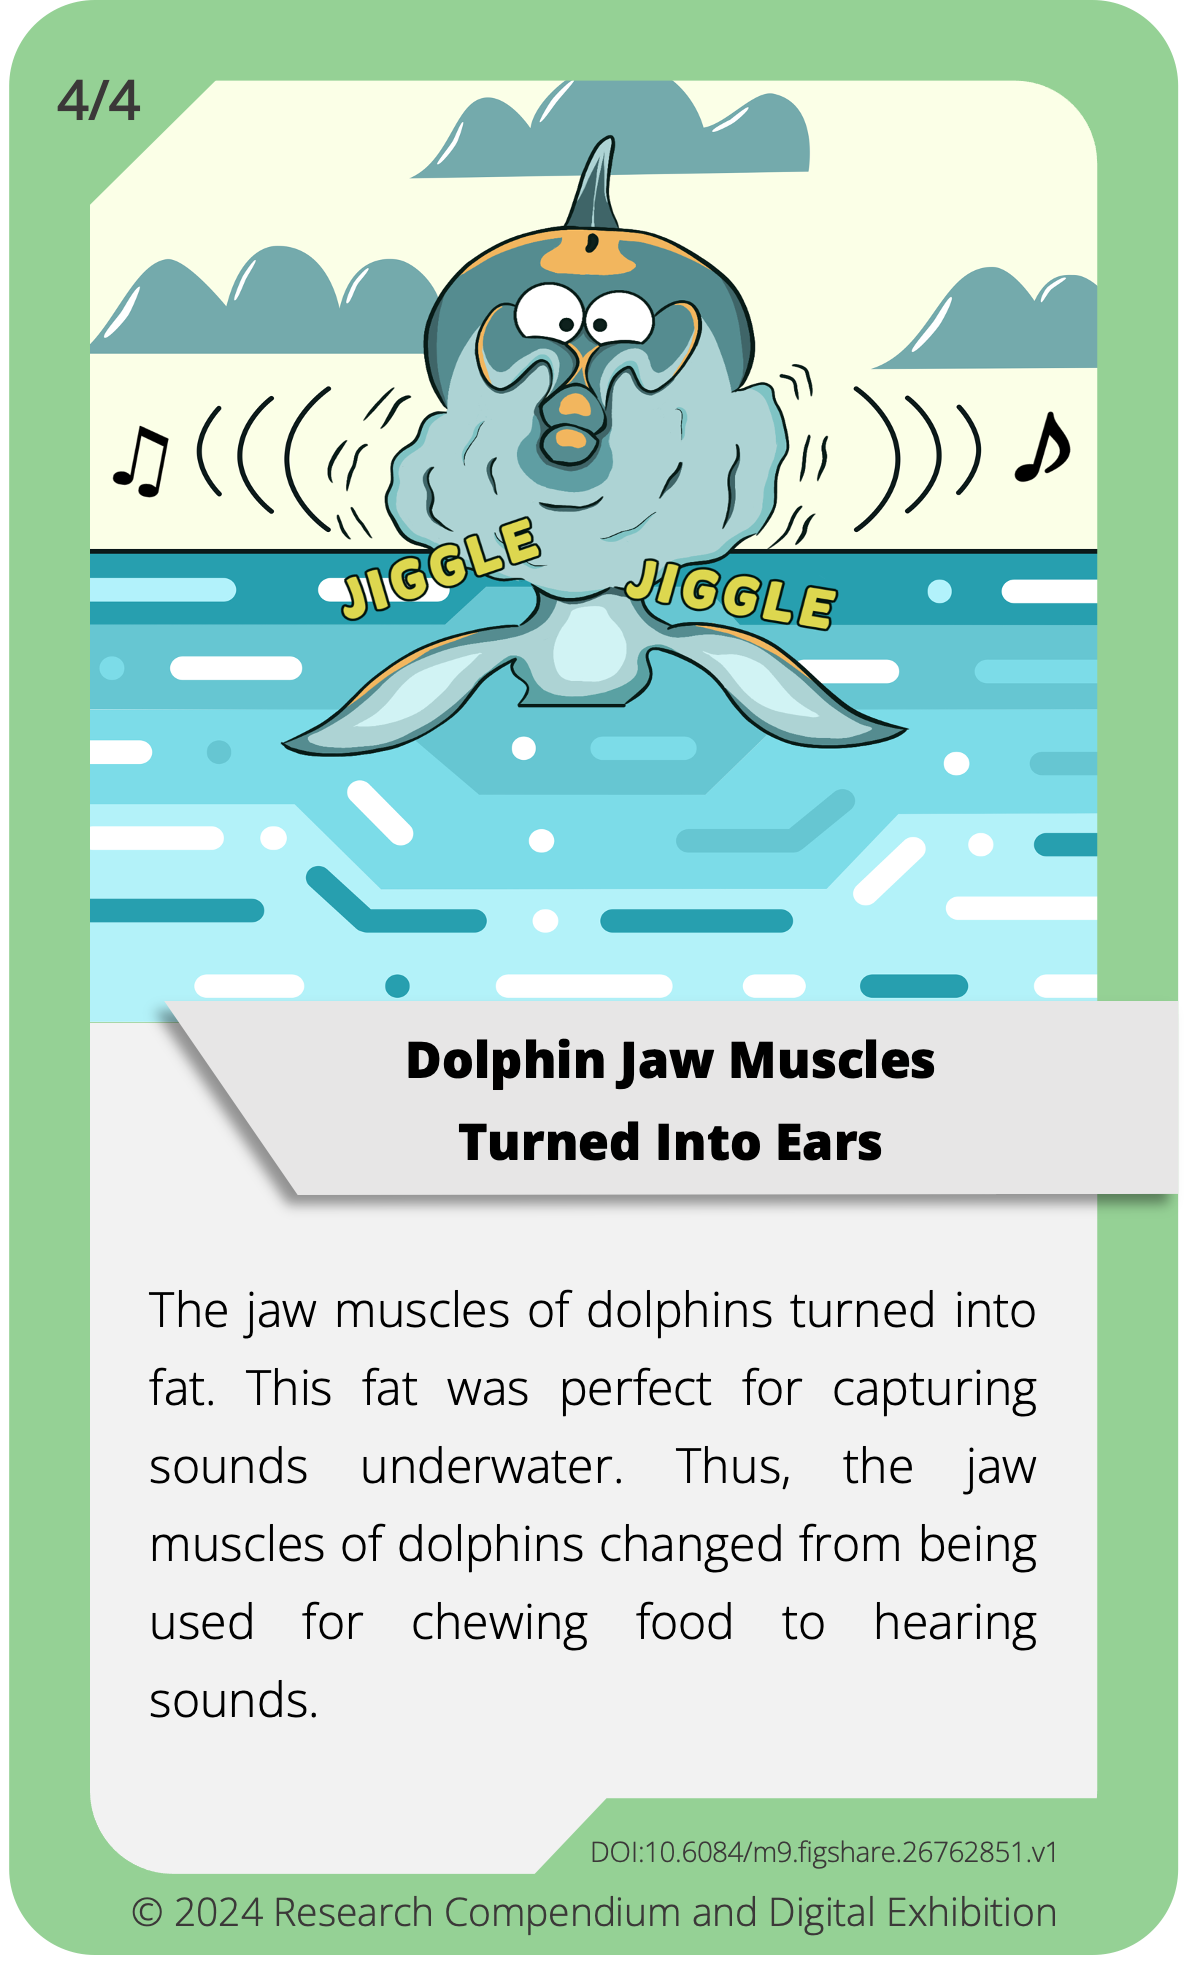 4/4
JIGGLE
JIGGLE
Dolphin Jaw Muscles
Turned Into Ears
The jaw muscles of dolphins turned into
fat. This fat was perfect for capturing
sounds underwater. Thus, the jaw
muscles of dolphins changed from being
used for chewing food to hearing
sounds.
DOI:10.6084/m9.figshare.26762851.v1
© 2024 Research Compendium and Digital Exhibition